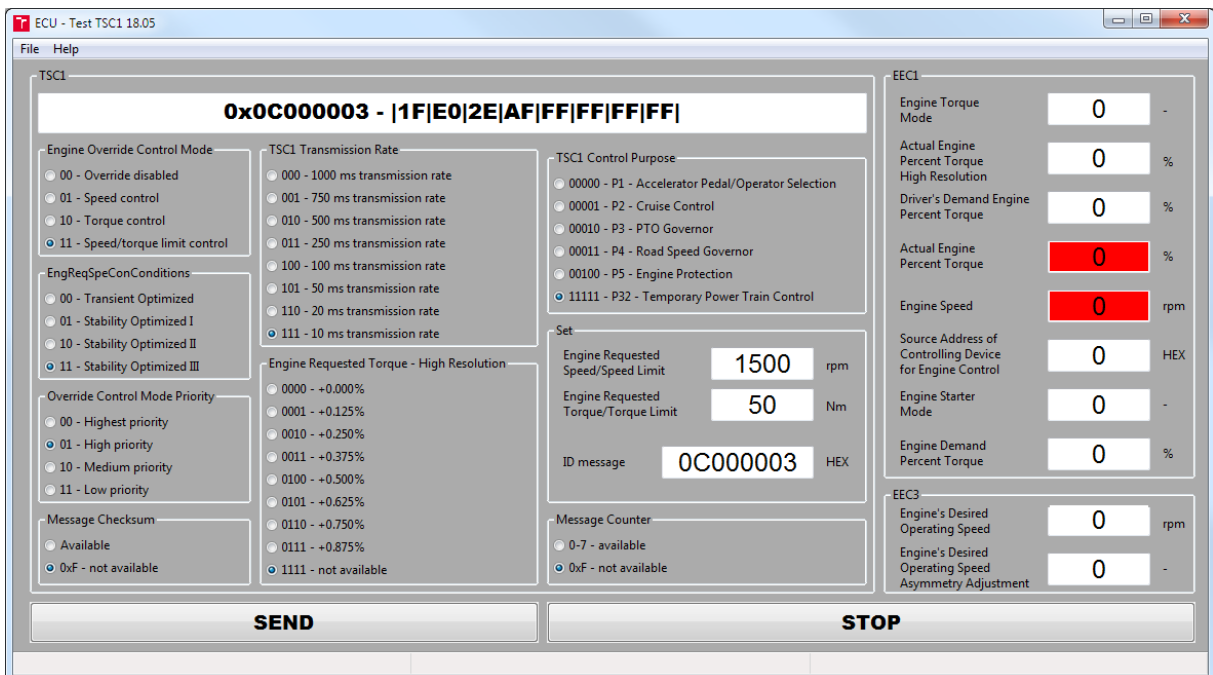 ECU - Test TSC1 18.05
File Help
TSC1
0x0C000003 - |1F|E0|2E|AF|FF|FF|FF|FF|
Engine Override Control Mode
00 - Override disabled
01 - Speed control
10 - Torque control
11 - Speed/torque limit control
EngReqSpeConConditions
00 - Transient Optimized
01 - Stability Optimized I
10 - Stability Optimized II
11 - Stability Optimized III
Override Control Mode Priority
00 - Highest priority
01 - High priority
10 - Medium priority
11 - Low priority
Message Checksum
Available
0xF - not available
TSC1 Transmission Rate
000 - 1000 ms transmission rate
001 - 750 ms transmission rate
010 - 500 ms transmission rate
011 - 250 ms transmission rate
100 - 100 ms transmission rate
101 - 50 ms transmission rate
110 - 20 ms transmission rate
111 - 10 ms transmission rate
Engine Requested Torque - High Resolution
0000 - +0.000%
0001 - +0.125%
0010 - +0.250%
0011 - +0.375%
0100 - +0.500%
0101 - +0.625%
0110 - +0.750%
0111 - +0.875%
1111 - not available
TSC1 Control Purpose
00000 - P1 - Accelerator Pedal/Operator Selection
00001 - P2 - Cruise Control
00010 - P3 - PTO Governor
00011 - P4 - Road Speed Governor
00100 - P5 - Engine Protection
11111 - P32 - Temporary Power Train Control
Set
Engine Requested
Speed/Speed Limit
1500 rpm
Engine Requested
Torque/Torque Limit
50 Nm
ID message 0C000003 HEX
Message Counter
0-7 - available
0xF - not available
EEC1
Engine Torque
Mode
0 -
Actual Engine
Percent Torque
High Resolution
0 %
Driver's Demand Engine
Percent Torque
0 %
Actual Engine
Percent Torque
0 %
Engine Speed 0 rpm
Source Address of
Controlling Device
for Engine Control
0 HEX
Engine Starter
Mode
0 -
Engine Demand
Percent Torque
0 %
EEC3
Engine's Desired
Operating Speed
0 rpm
Engine's Desired
Operating Speed
Asymmetry Adjustment
0 -
SEND
STOP